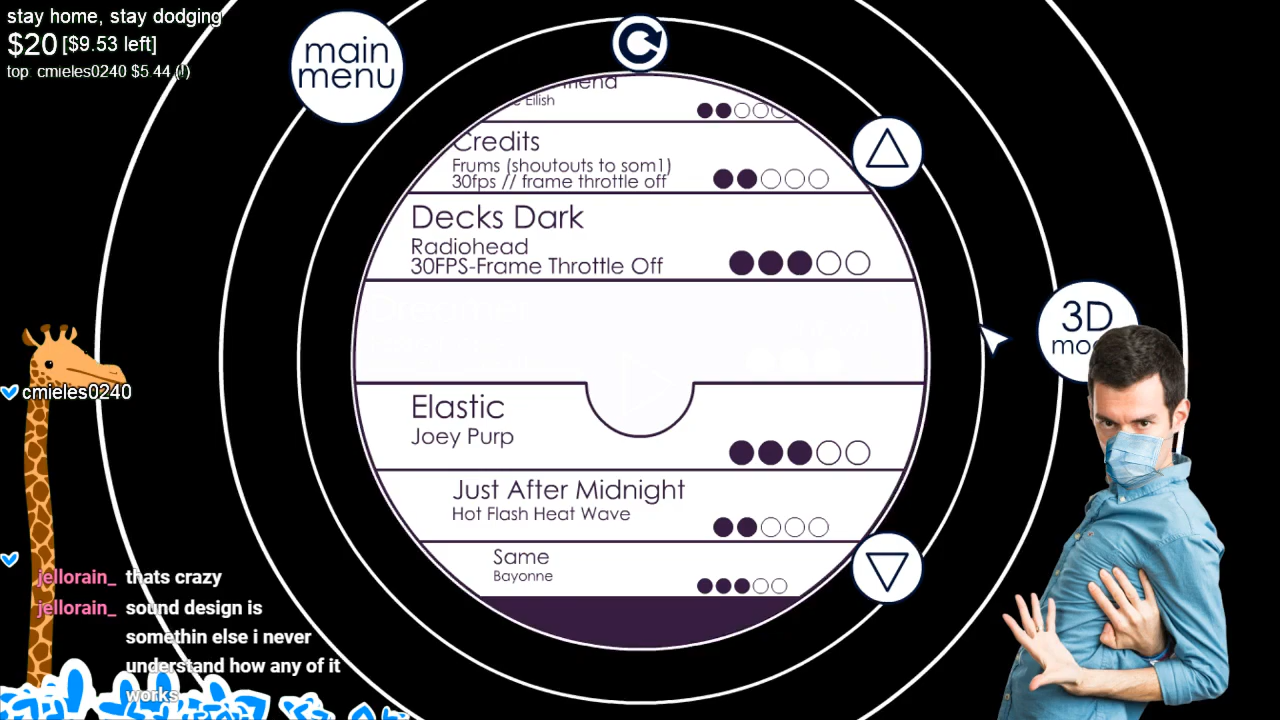 stay home, stay dodging
$20 [$9.53 left]
top: cmieles0240 $5.44 (!)
main
menu
Eilish
Credits
Frums (shoutouts to som1)
30fps // frame throttle off
Decks Dark
Radiohead
30FPS-Frame Throttle Off
3D
cmieles0240
Elastic
Joey Purp
Just After Midnight
Hot Flash Heat Wave
Same
Bayonne
jellorain_ thats crazy
jellorain_ sound design is
somethin else i never
understand how any of it
works